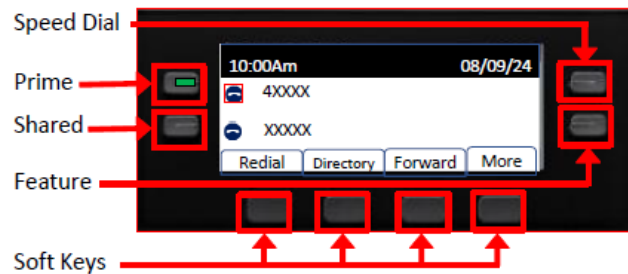 Speed Dial
Prime
Shared
Feature
Soft Keys
10:00Am 08/09/24
4XXXX
XXXXX
Redial Directory Forward More